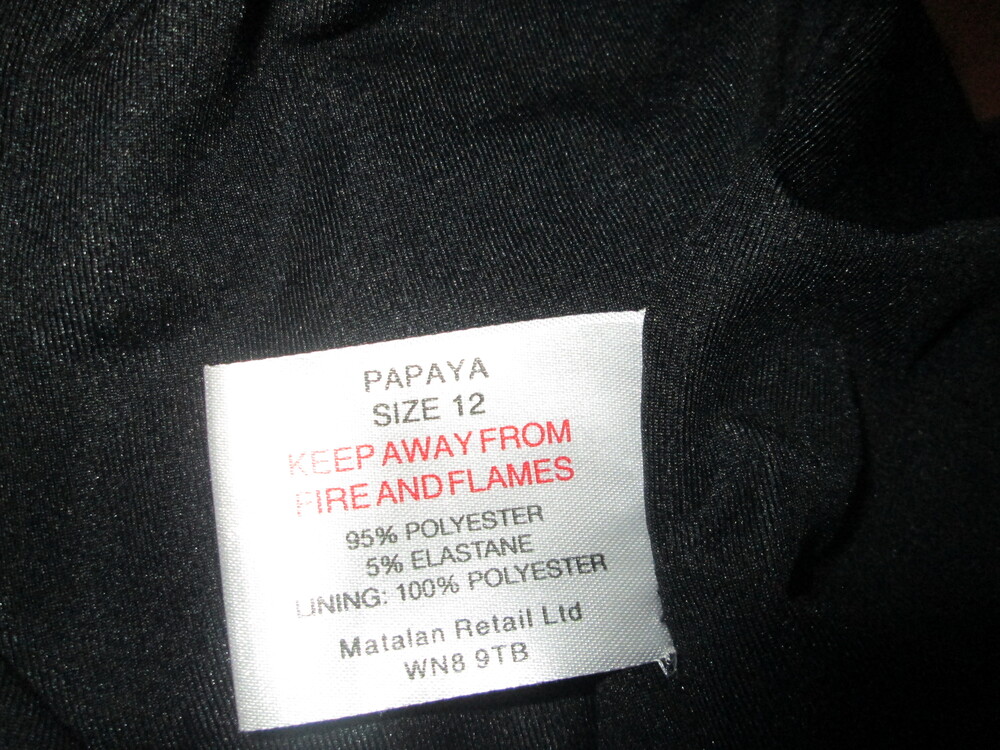 PAPAYA
SIZE 12
KEEP AWAY FROM
FIRE AND FLAMES
95% POLYESTER
5% ELASTANE
LINING: 100% POLYESTER
Matalan Retail Ltd
WN8 9TB